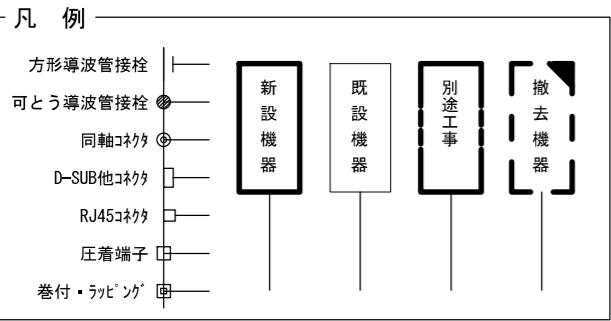 凡 例
方形導波管接栓
可とう導波管接栓
同軸ｺﾈｸﾀ
D-SUB他ｺﾈｸﾀ
RJ45ｺﾈｸﾀ
圧着端子
巻付・ﾗｯﾋﾟﾝｸﾞ
新設機器
既設機器
別途工事
撤去機器